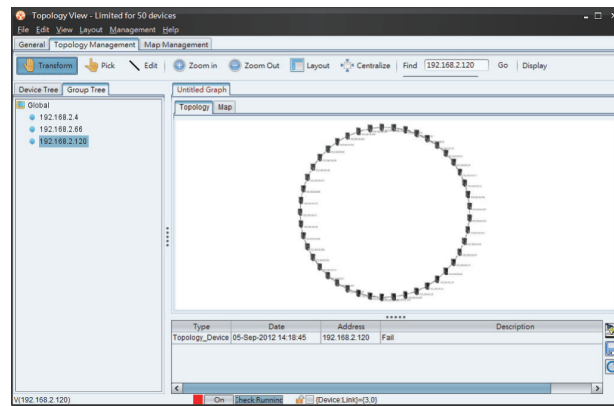 Topology View - Limited for 50 devices
File Edit View Layout Management Help
General Topology Management Map Management
Transform Pick Edit Zoom in Zoom Out Layout Centralize Find 192.168.2.120 Go Display
Device Tree Group Tree
Untitled Graph
Global
192.168.2.4
192.168.2.66
192.168.2.120
Topology Map
Type Date Address Description
Topology_Device 05-Sep-2012 14:18:45 192.168.2.120 Fail
V(192.168.2.120) On Check Running [Device:Link]=[3,0]